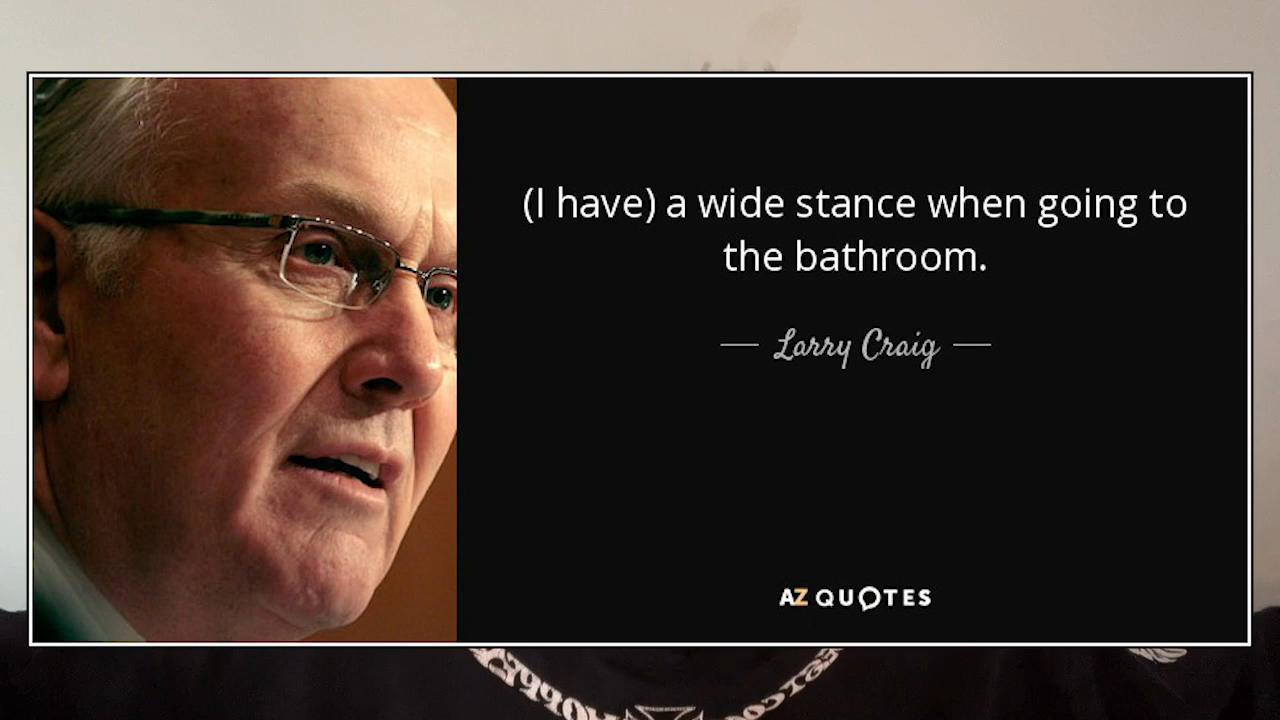 (I have) a wide stance when going to
the bathroom.
Larry Craig
AZ QUOTES